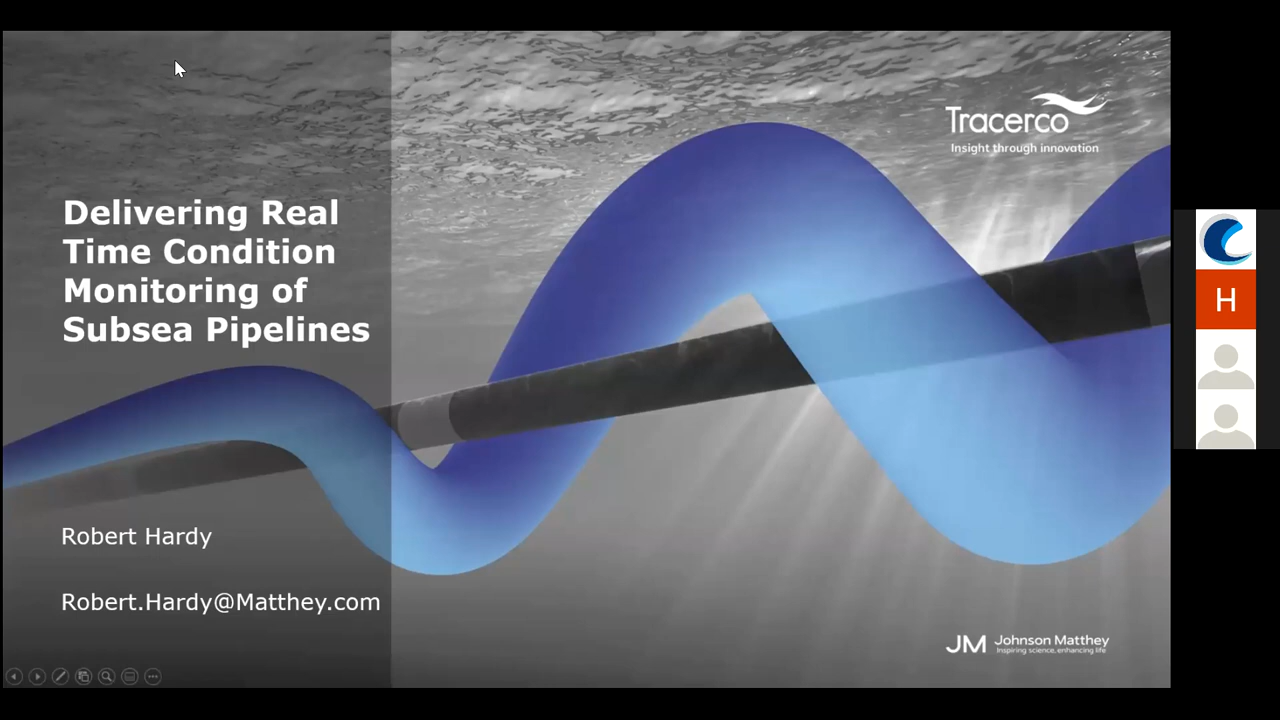 Tracerco
Insight through innovation
Delivering Real
Time Condition
Monitoring of
Subsea Pipelines
H
Robert Hardy
Robert.Hardy@Matthey.com
JM Johnson Matthey
Inspiring science, enhancing life